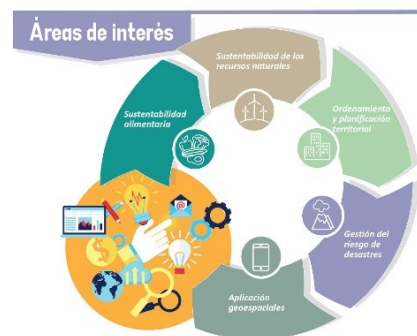 Áreas de interés
Sustentabilidad de los
recursos naturales
Sustentabilidad
alimentaria
Ordenamiento
y planificación
territorial
Gestión del
riesgo de
desastres
Aplicación
geoespaciales